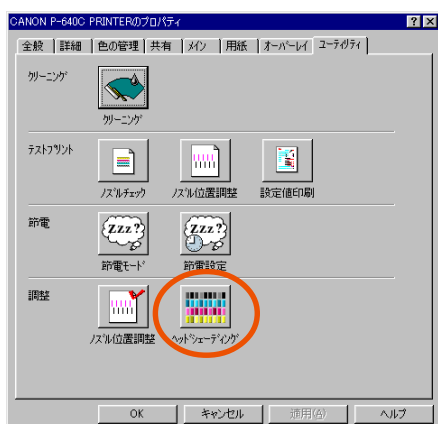 CANON P-640C PRINTERのプロパティ
全般 詳細 色の管理 共有 メイン 用紙 オーバーレイ ユーティリティ
クリーニング
クリーニング
テストプリント
ノズルチェック ノズル位置調整 設定値印刷
節電
Zzz? Zzz?
節電モード 節電設定
調整
ノズル位置調整 ヘッドシェーディング
OK キャンセル 適用(A) ヘルプ